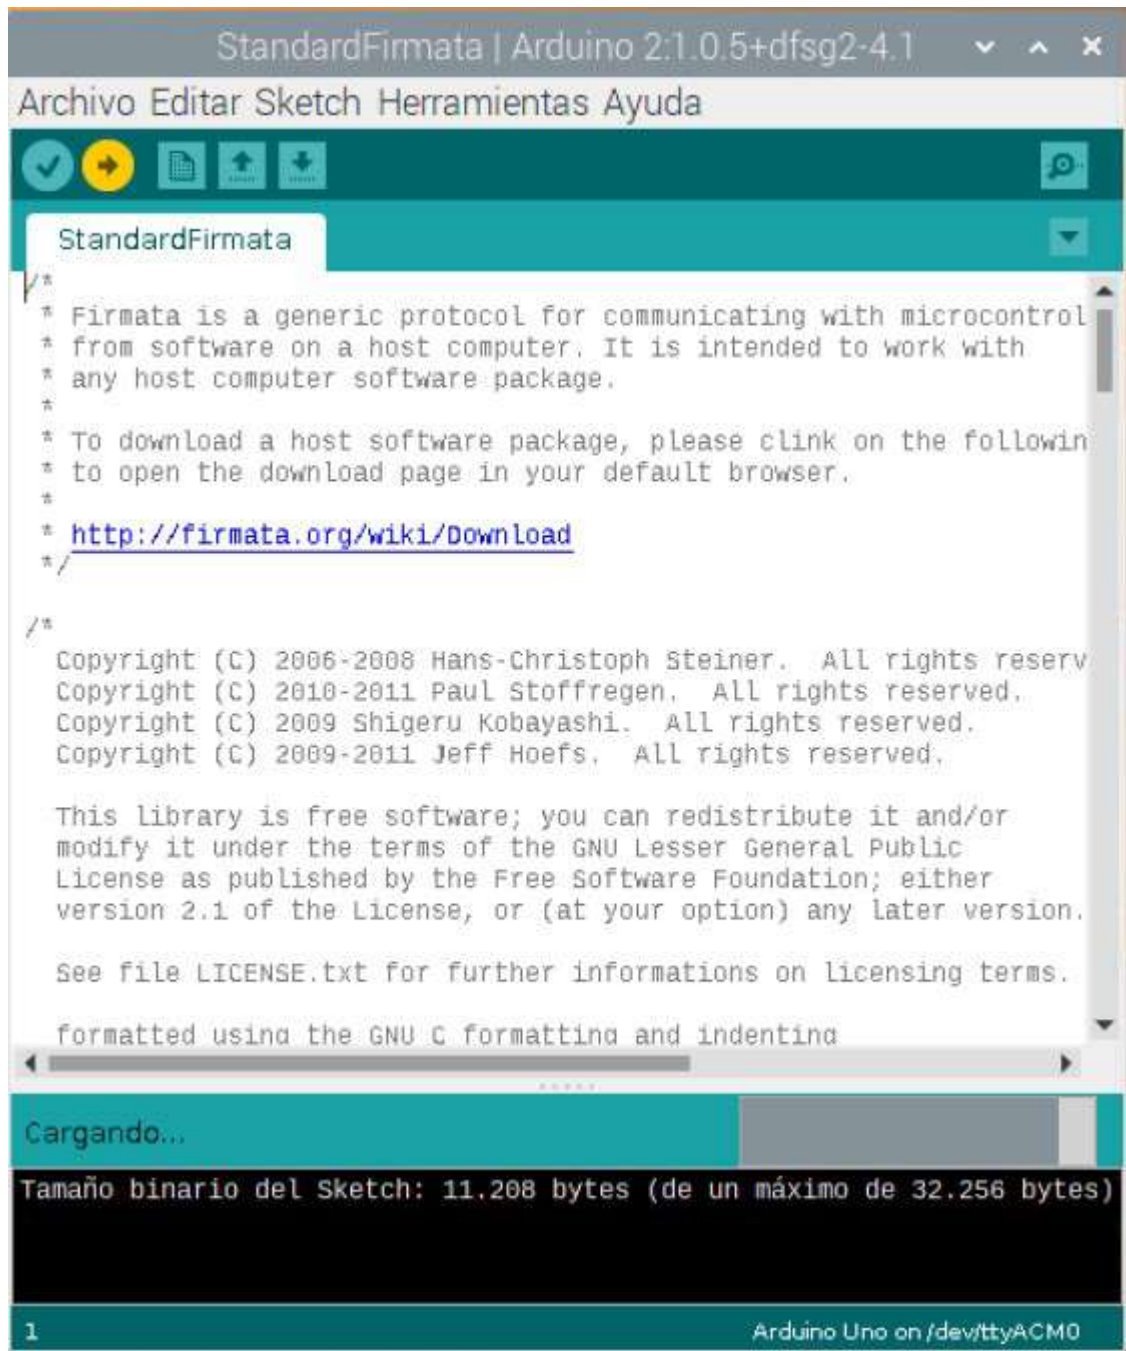 StandardFirmata | Arduino 2:1.0.5+dfsg2-4.1
Archivo Editar Sketch Herramientas Ayuda
StandardFirmata
/*
* Firmata is a generic protocol for communicating with microcontrol
* from software on a host computer. It is intended to work with
* any host computer software package.
*
* To download a host software package, please clink on the followin
* to open the download page in your default browser.
*
* http://firmata.org/wiki/Download
*/
/*
Copyright (C) 2006-2008 Hans-Christoph Steiner.  All rights reserv
Copyright (C) 2010-2011 Paul Stoffregen.  All rights reserved.
Copyright (C) 2009 Shigeru Kobayashi.  All rights reserved.
Copyright (C) 2009-2011 Jeff Hoefs.  All rights reserved.
This library is free software; you can redistribute it and/or
modify it under the terms of the GNU Lesser General Public
License as published by the Free Software Foundation; either
version 2.1 of the License, or (at your option) any later version.
See file LICENSE.txt for further informations on licensing terms.
formatted using the GNU C formatting and indenting
Cargando...
Tamaño binario del Sketch: 11.208 bytes (de un máximo de 32.256 bytes)
1
Arduino Uno on /dev/ttyACM0